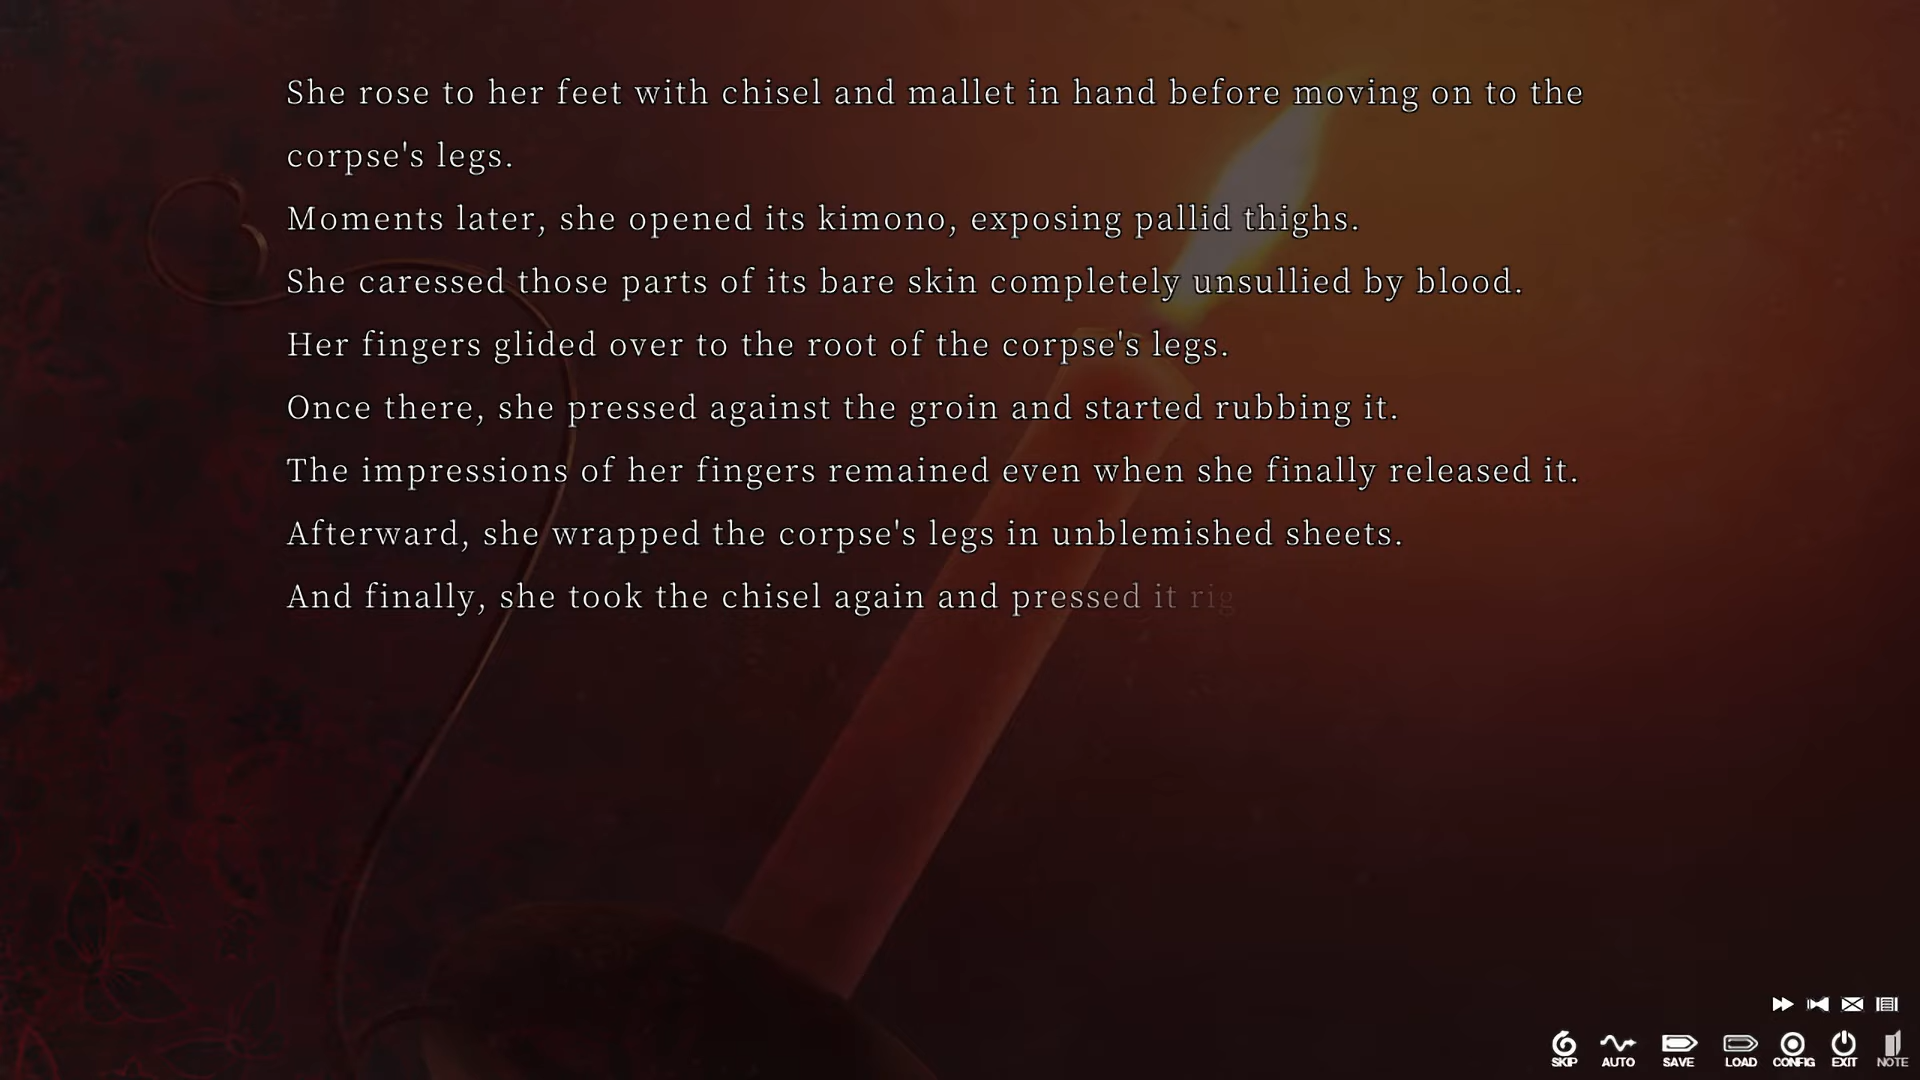 She rose to her feet with chisel and mallet in hand before moving on to the
corpse's legs.
Moments later, she opened its kimono, exposing pallid thighs.
She caressed those parts of its bare skin completely unsullied by blood.
Her fingers glided over to the root of the corpse's legs.
Once there, she pressed against the groin and started rubbing it.
The impressions of her fingers remained even when she finally released it.
Afterward, she wrapped the corpse's legs in unblemished sheets.
And finally, she took the chisel again and pressed it rig
SKIP AUTO SAVE LOAD CONFIG EXIT NOTE